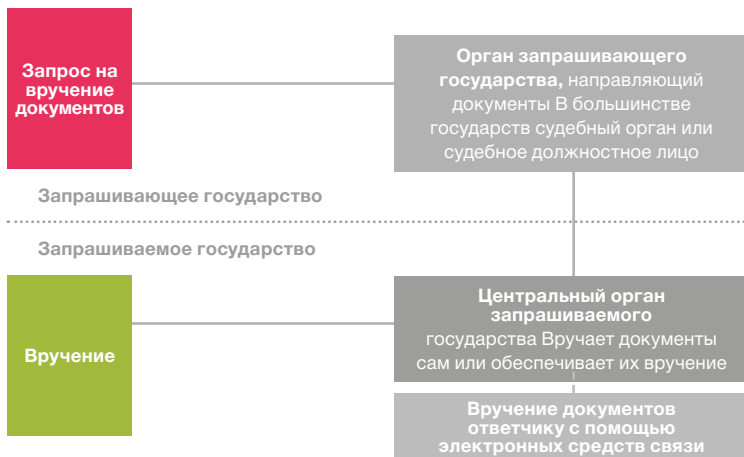 Запрос на
вручение
документов
Орган запрашивающего
государства, направляющий
документы В большинстве
государств судебный орган или
судебное должностное лицо
Запрашивающее государство
Запрашиваемое государство
Вручение
Центральный орган
запрашиваемого
государства Вручает документы
сам или обеспечивает их вручение
Вручение документов
ответчику с помощью
электронных средств связи